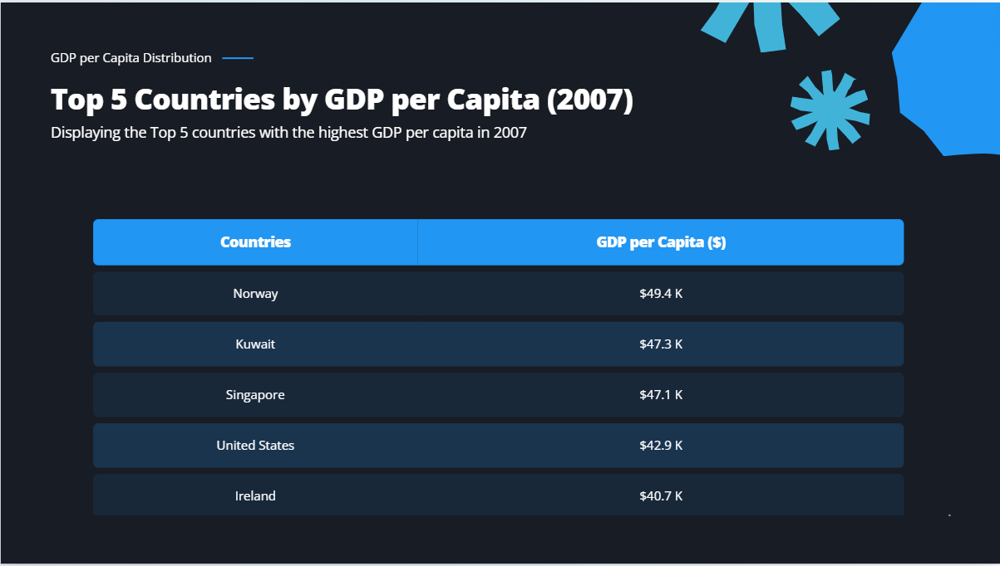 GDP per Capita Distribution
Top 5 Countries by GDP per Capita (2007)
Displaying the Top 5 countries with the highest GDP per capita in 2007
Countries GDP per Capita ($)
Norway $49.4 K
Kuwait $47.3 K
Singapore $47.1 K
United States $42.9 K
Ireland $40.7 K